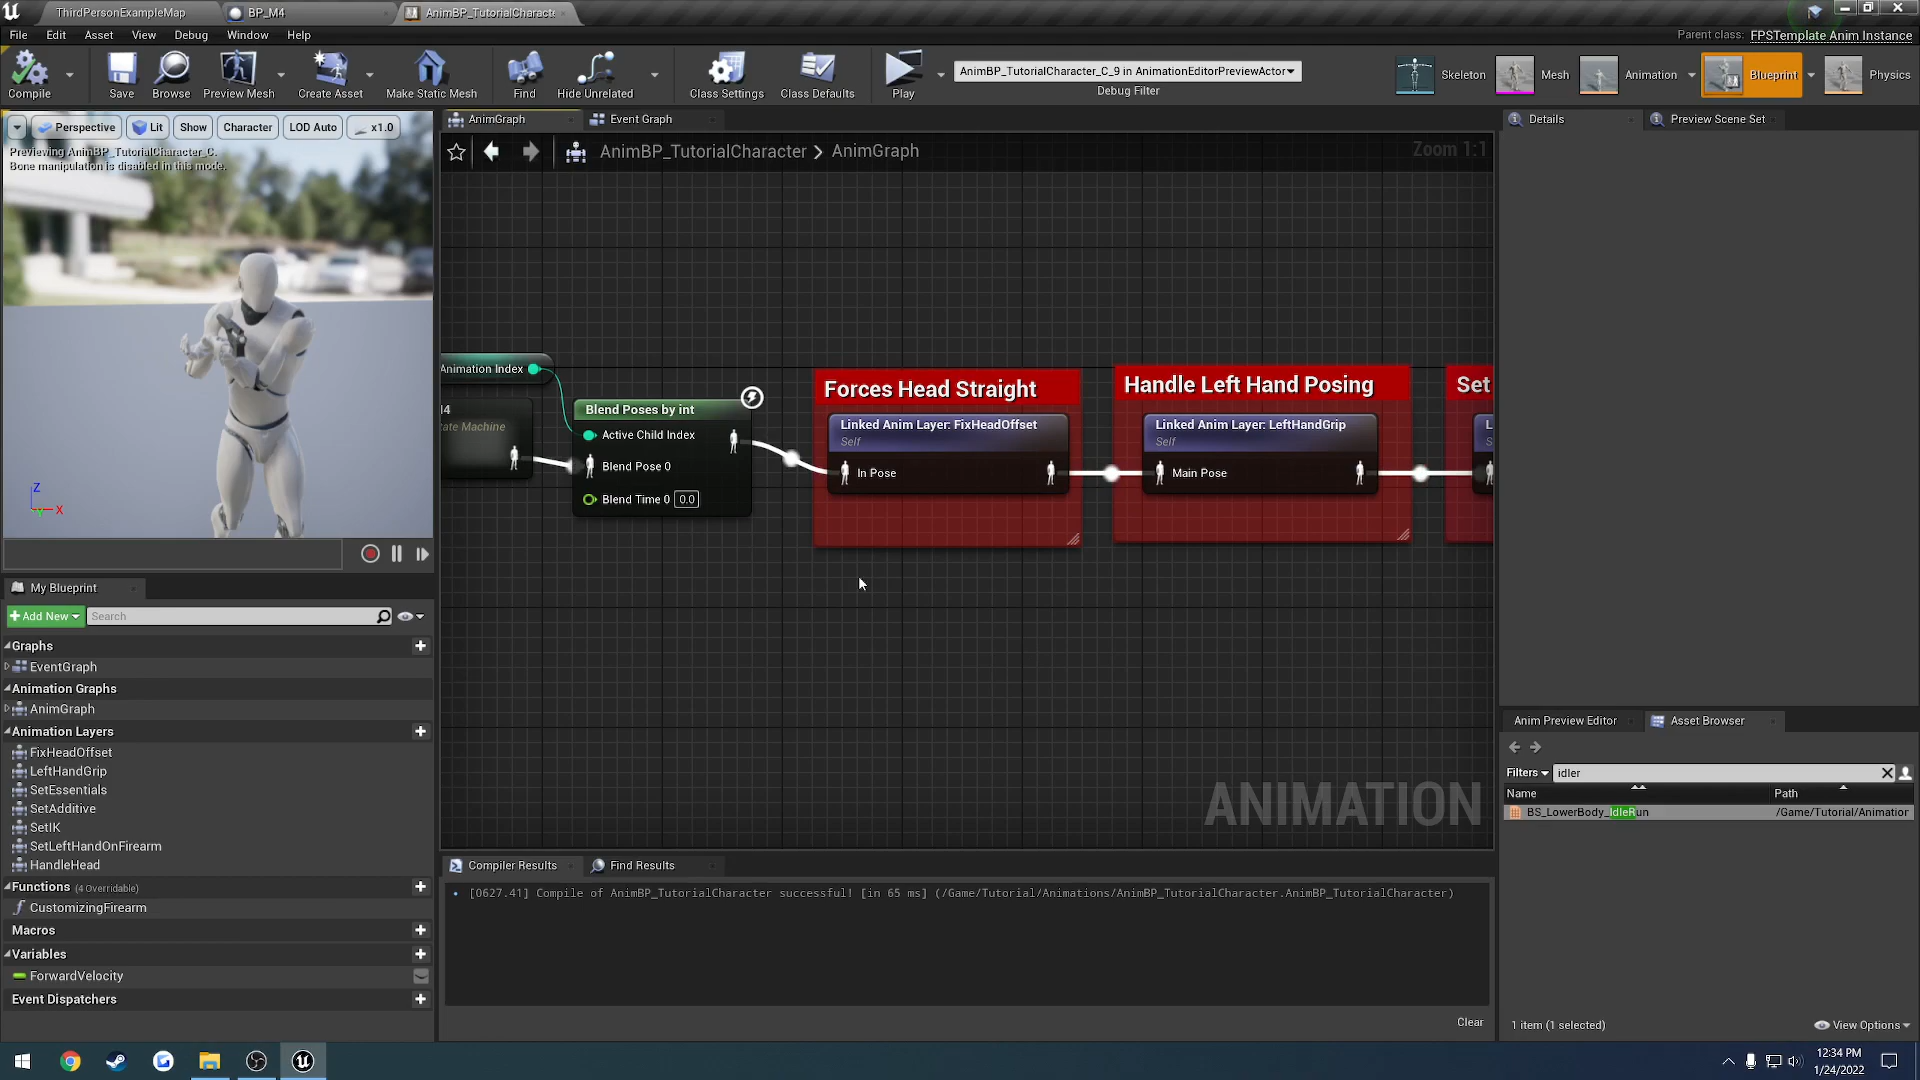 ThirdPersonExampleMap
BP_M4
AnimBP_TutorialCharacte
File Edit Asset View Debug Window Help
Parent class: FPSTemplate Anim Instance
Compile
Save
Browse
Preview Mesh
Create Asset
Make Static Mesh
Find
Hide Unrelated
Class Settings
Class Defaults
Play
AnimBP_TutorialCharacter_C_9 in AnimationEditorPreviewActor
Debug Filter
Skeleton
Mesh
Animation
Blueprint
Physics
Perspective
Lit
Show
Character
LOD Auto
x1.0
Previewing AnimBP_TutorialCharacter_C.
Bone manipulation is disabled in this mode.
Z
X
AnimGraph
Event Graph
AnimBP_TutorialCharacter > AnimGraph
Zoom 1:1
Animation Index
Blend Poses by int
Active Child Index
Blend Pose 0
Blend Time 0 0.0
Forces Head Straight
Linked Anim Layer: FixHeadOffset
Self
In Pose
Handle Left Hand Posing
Linked Anim Layer: LeftHandGrip
Self
Main Pose
Set
ANIMATION
Details
Preview Scene Set
My Blueprint
Add New
Search
Graphs
EventGraph
Animation Graphs
AnimGraph
Animation Layers
FixHeadOffset
LeftHandGrip
SetEssentials
SetAdditive
SetIK
SetLeftHandOnFirearm
HandleHead
Functions (4 Overridable)
CustomizingFirearm
Macros
Variables
ForwardVelocity
Event Dispatchers
Compiler Results
Find Results
[0627.41] Compile of AnimBP_TutorialCharacter successful! [in 65 ms] (/Game/Tutorial/Animations/AnimBP_TutorialCharacter.AnimBP_TutorialCharacter)
Clear
Anim Preview Editor
Asset Browser
Filters
idler
Name
Path
BS_LowerBody_IdleRun
/Game/Tutorial/Animation
1 item (1 selected)
View Options
12:34 PM
1/24/2022